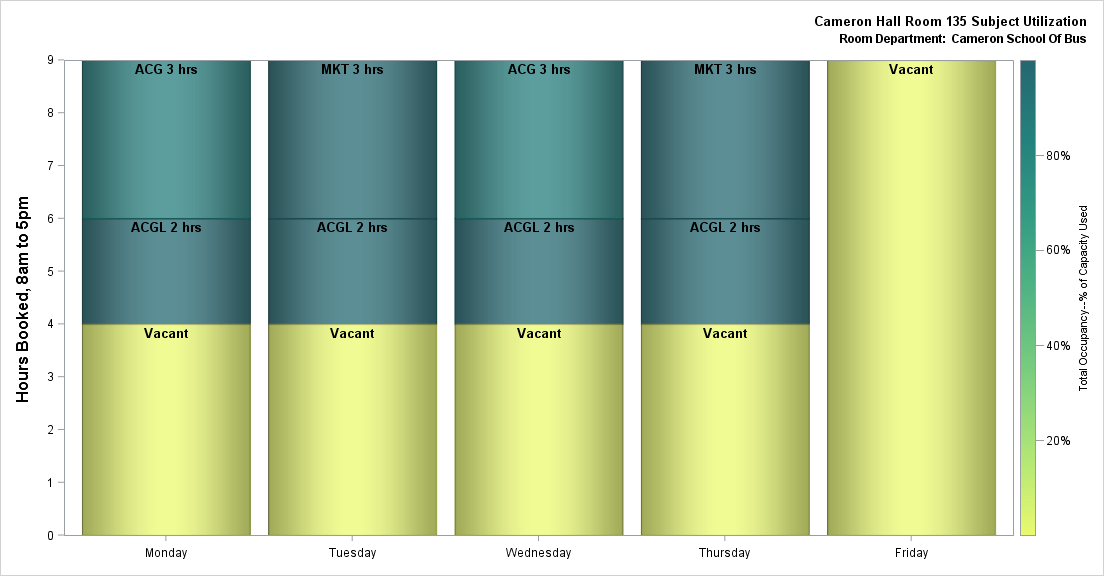 Cameron Hall Room 135 Subject Utilization
Room Department: Cameron School Of Bus
Hours Booked, 8am to 5pm
9
8
7
6
5
4
3
2
1
0
ACG 3 hrs
MKT 3 hrs
ACG 3 hrs
MKT 3 hrs
Vacant
ACGL 2 hrs
ACGL 2 hrs
ACGL 2 hrs
ACGL 2 hrs
Vacant
Vacant
Vacant
Vacant
Monday
Tuesday
Wednesday
Thursday
Friday
80%
60%
40%
20%
Total Occupancy--% of Capacity Used